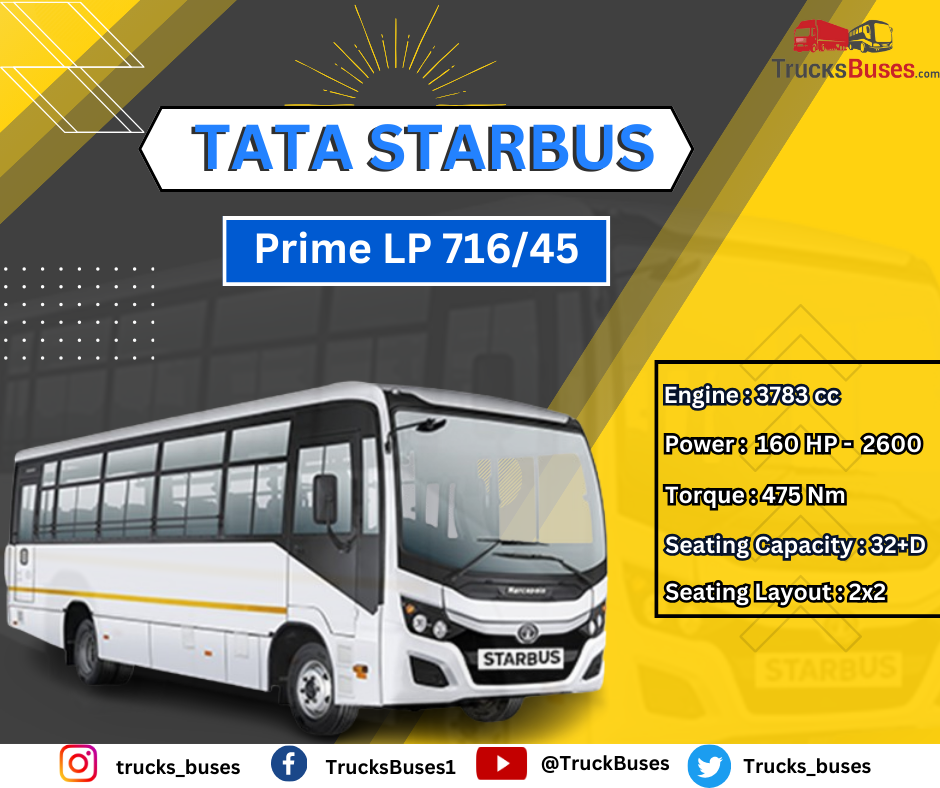 TrucksBuses.com
TATA STARBUS
Prime LP 716/45
Engine : 3783 cc
Power : 160 HP - 2600
Torque : 475 Nm
Seating Capacity : 32+D
Seating Layout : 2x2
Marcopolo
STARBUS
STARBUS
trucks_buses
TrucksBuses1
@TruckBuses
Trucks_buses